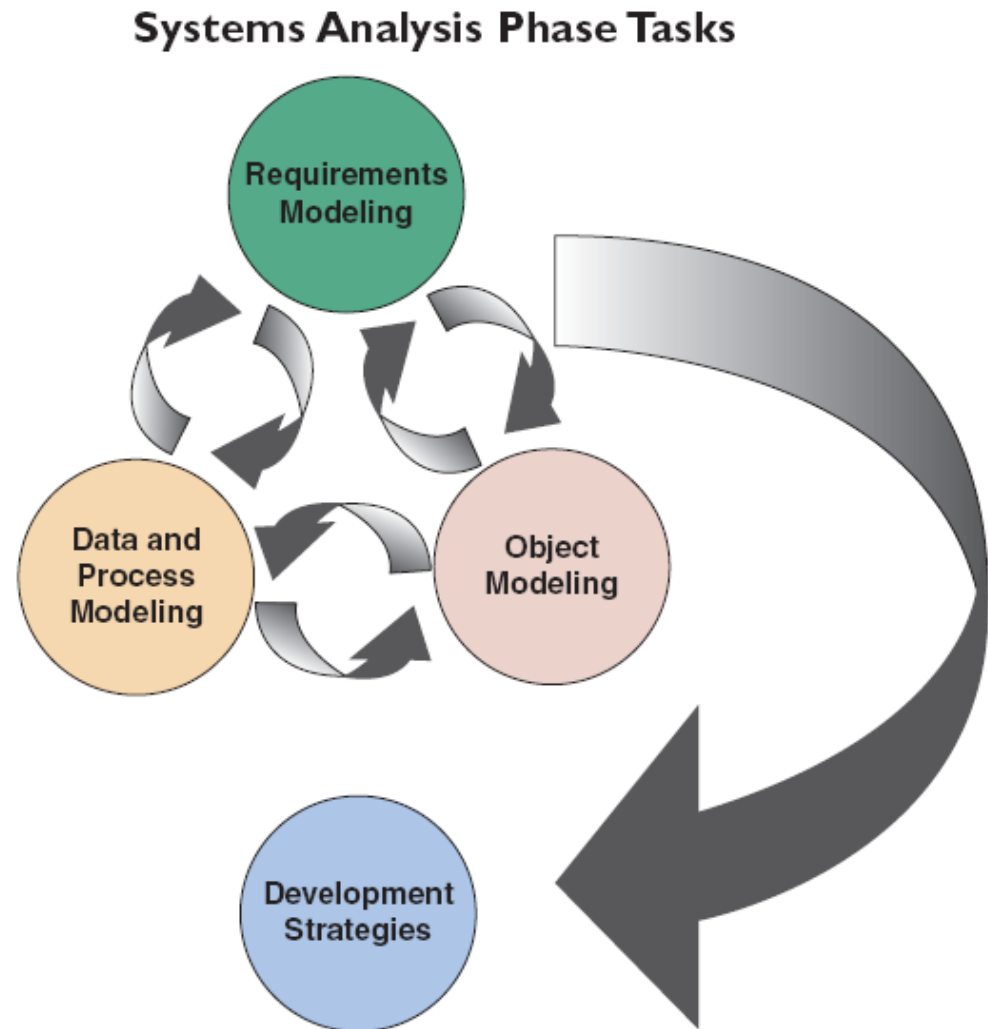 Systems Analysis Phase Tasks
Requirements
Modeling
Data and
Process
Modeling
Object
Modeling
Development
Strategies